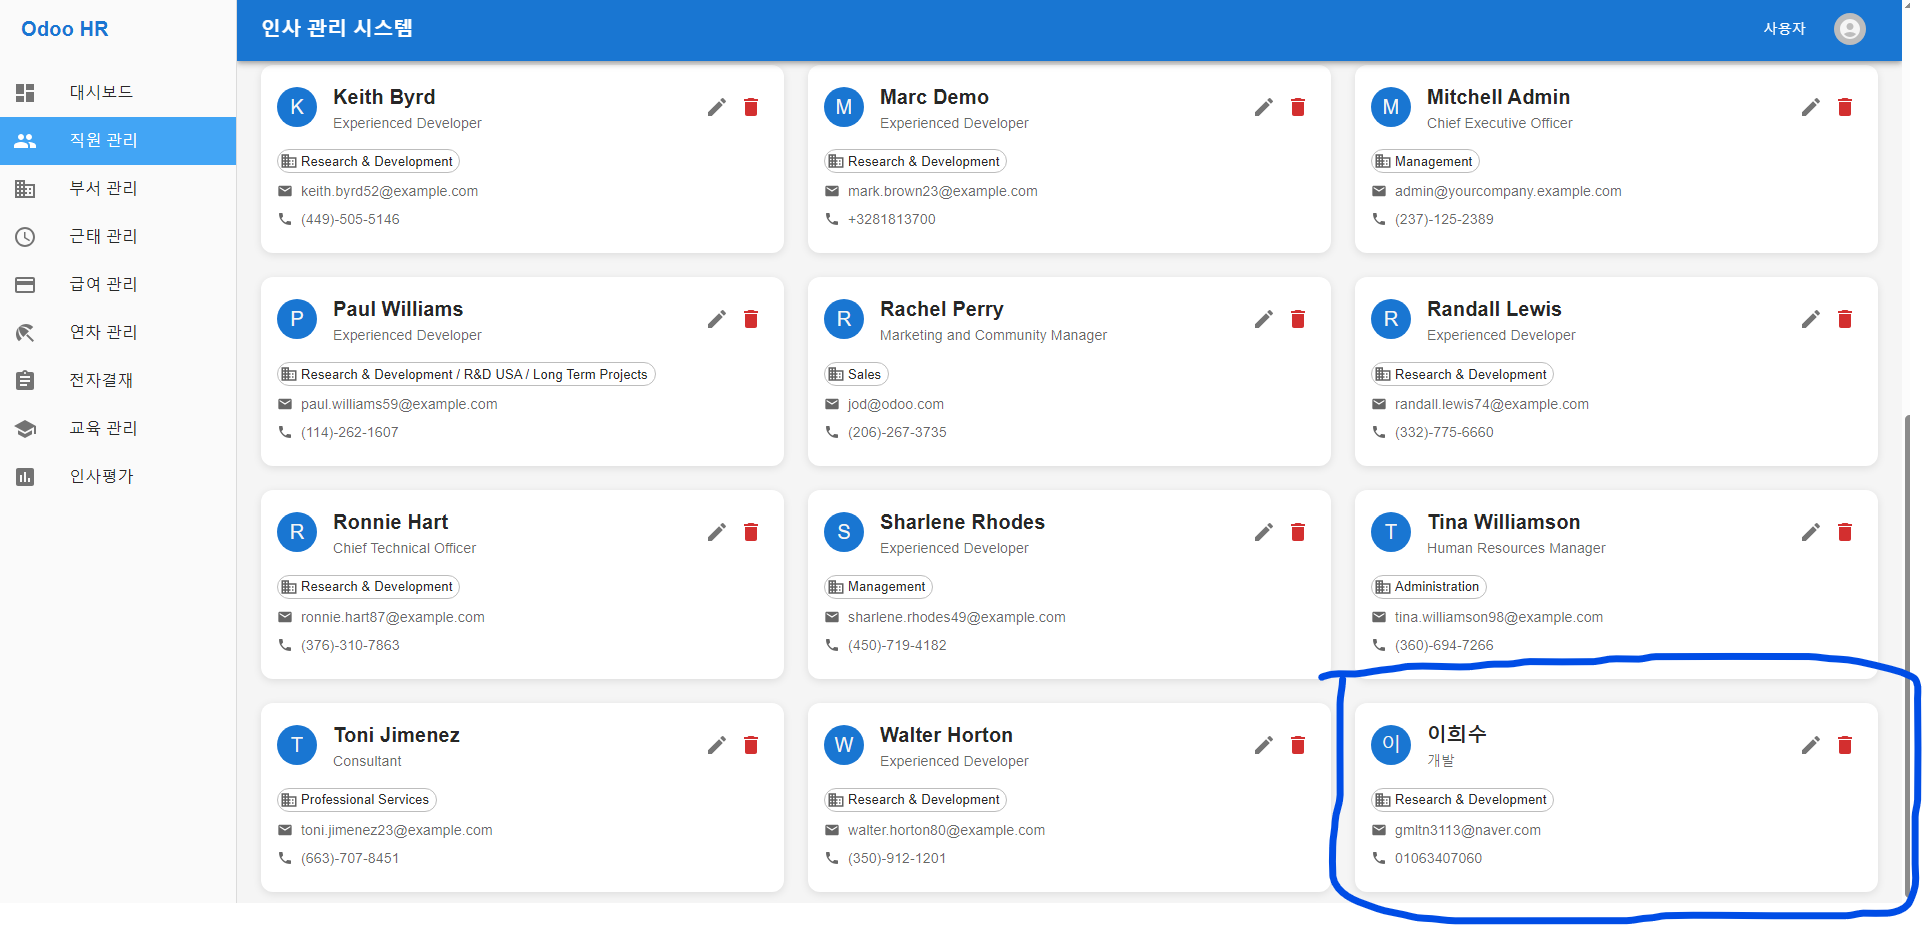 Odoo HR
대시보드
직원 관리
부서 관리
근태 관리
급여 관리
연차 관리
전자결재
교육 관리
인사평가
인사 관리 시스템
사용자
K
Keith Byrd
Experienced Developer
Research & Development
keith.byrd52@example.com
(449)-505-5146
M
Marc Demo
Experienced Developer
Research & Development
mark.brown23@example.com
+3281813700
M
Mitchell Admin
Chief Executive Officer
Management
admin@yourcompany.example.com
(237)-125-2389
P
Paul Williams
Experienced Developer
Research & Development / R&D USA / Long Term Projects
paul.williams59@example.com
(114)-262-1607
R
Rachel Perry
Marketing and Community Manager
Sales
jod@odoo.com
(206)-267-3735
R
Randall Lewis
Experienced Developer
Research & Development
randall.lewis74@example.com
(332)-775-6660
R
Ronnie Hart
Chief Technical Officer
Research & Development
ronnie.hart87@example.com
(376)-310-7863
S
Sharlene Rhodes
Experienced Developer
Management
sharlene.rhodes49@example.com
(450)-719-4182
T
Tina Williamson
Human Resources Manager
Administration
tina.williamson98@example.com
(360)-694-7266
T
Toni Jimenez
Consultant
Professional Services
toni.jimenez23@example.com
(663)-707-8451
W
Walter Horton
Experienced Developer
Research & Development
walter.horton80@example.com
(350)-912-1201
이
이희수
개발
Research & Development
gmltn3113@naver.com
01063407060